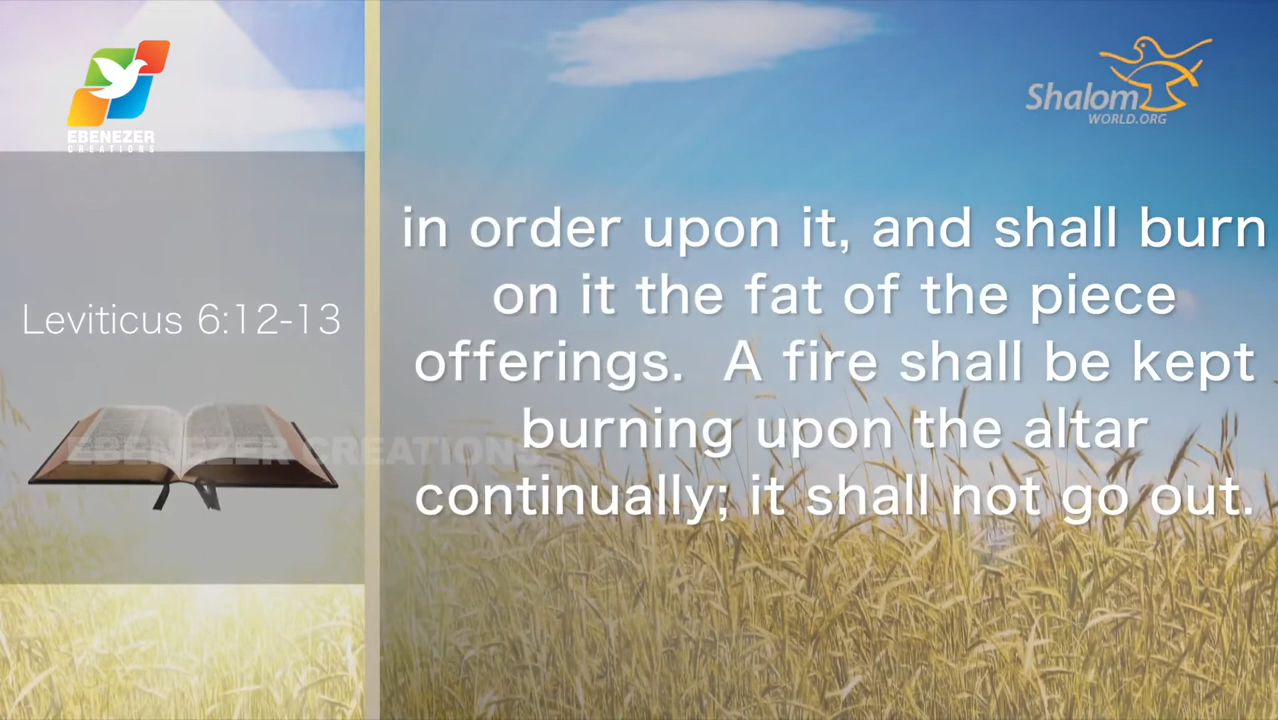 EBENEZER
CREATIONS
Shalom
WORLD.ORG
Leviticus 6:12-13
in order upon it, and shall burn
on it the fat of the piece
offerings. A fire shall be kept
burning upon the altar
continually; it shall not go out.
EBENEZER CREATIONS